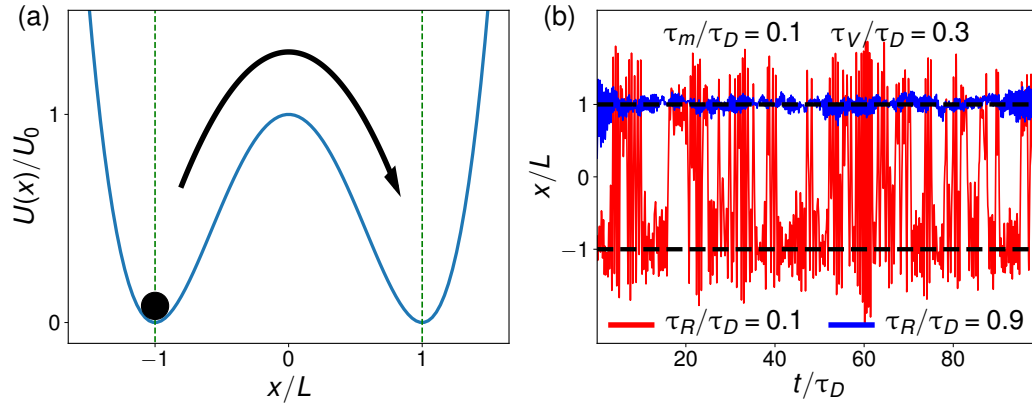 (a)
U(x)/U₀
1
0
−1
0
1
x/L
(b)
τ_m/τ_D = 0.1 τ_V/τ_D = 0.3
x/L
1
0
−1
τ_R/τ_D = 0.1 τ_R/τ_D = 0.9
20
40
60
80
t/τ_D